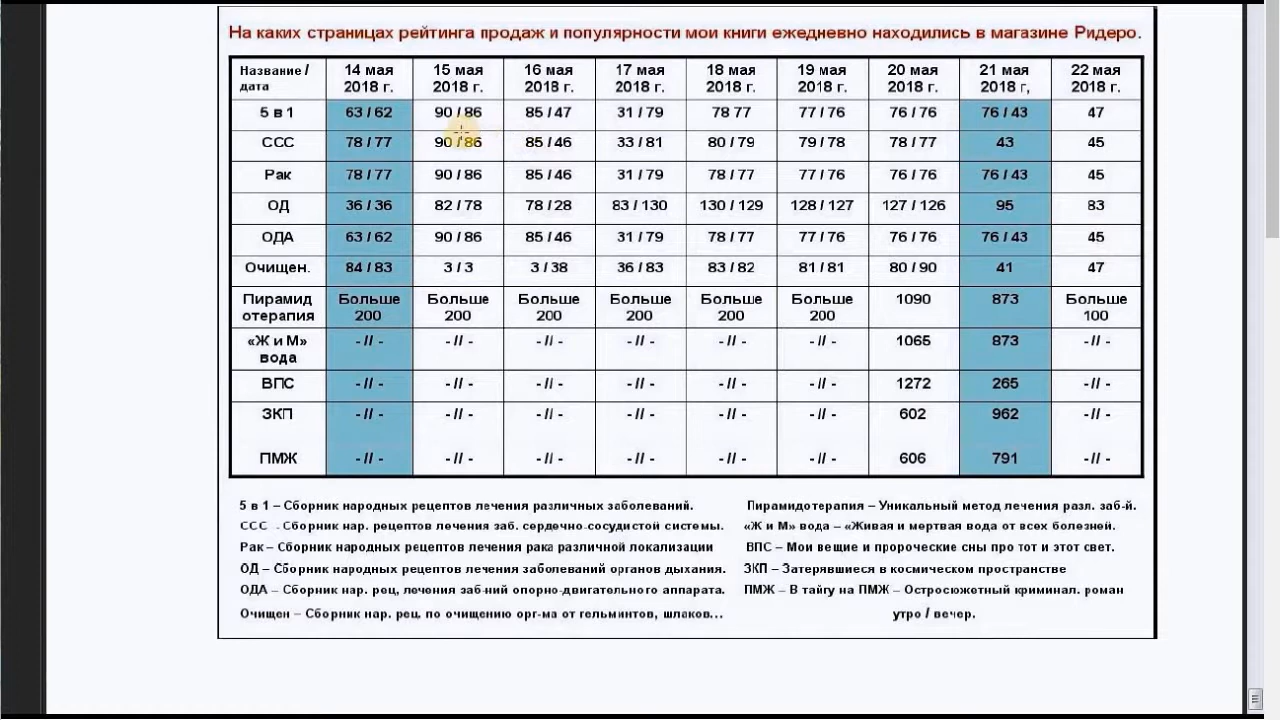 На каких страницах рейтинга продаж и популярности мои книги ежедневно находились в магазине Ридеро.
Название / дата 14 мая 2018 г. 15 мая 2018 г. 16 мая 2018 г. 17 мая 2018 г. 18 мая 2018 г. 19 мая 2018 г. 20 мая 2018 г. 21 мая 2018 г, 22 мая 2018 г.
5 в 1 63 / 62 90 / 86 85 / 47 31 / 79 78 77 77 / 76 76 / 76 76 / 43 47
ССС 78 / 77 90 / 86 85 / 46 33 / 81 80 / 79 79 / 78 78 / 77 43 45
Рак 78 / 77 90 / 86 85 / 46 31 / 79 78 / 77 77 / 76 76 / 76 76 / 43 45
ОД 36 / 36 82 / 78 78 / 28 83 / 130 130 / 129 128 / 127 127 / 126 95 83
ОДА 63 / 62 90 / 86 85 / 46 31 / 79 78 / 77 77 / 76 76 / 76 76 / 43 45
Очищен. 84 / 83 3 / 3 3 / 38 36 / 83 83 / 82 81 / 81 80 / 90 41 47
Пирамид отерапия Больше 200 Больше 200 Больше 200 Больше 200 Больше 200 Больше 200 1090 873 Больше 100
«Ж и М» вода - // - - // - - // - - // - - // - - // - 1065 873 - // -
ВПС - // - - // - - // - - // - - // - - // - 1272 265 - // -
ЗКП - // - - // - - // - - // - - // - - // - 602 962 - // -
ПМЖ - // - - // - - // - - // - - // - - // - 606 791 - // -
5 в 1 – Сборник народных рецептов лечения различных заболеваний. Пирамидотерапия – Уникальный метод лечения разл. заб-й.
ССС - Сборник нар. рецептов лечения заб. сердечно-сосудистой системы. «Ж и М» вода – «Живая и мертвая вода от всех болезней.
Рак – Сборник народных рецептов лечения рака различной локализации ВПС - Мои вещие и пророческие сны про тот и этот свет.
ОД – Сборник народных рецептов лечения заболеваний органов дыхания. ЗКП – Затерявшиеся в космическом пространстве
ОДА – Сборник нар. рец, лечения заб-ний опорно-двигательного аппарата. ПМЖ – В тайгу на ПМЖ – Остросюжетный криминал. роман
Очищен – Сборник нар. рец. по очищению орг-ма от гельминтов, шлаков... утро / вечер.